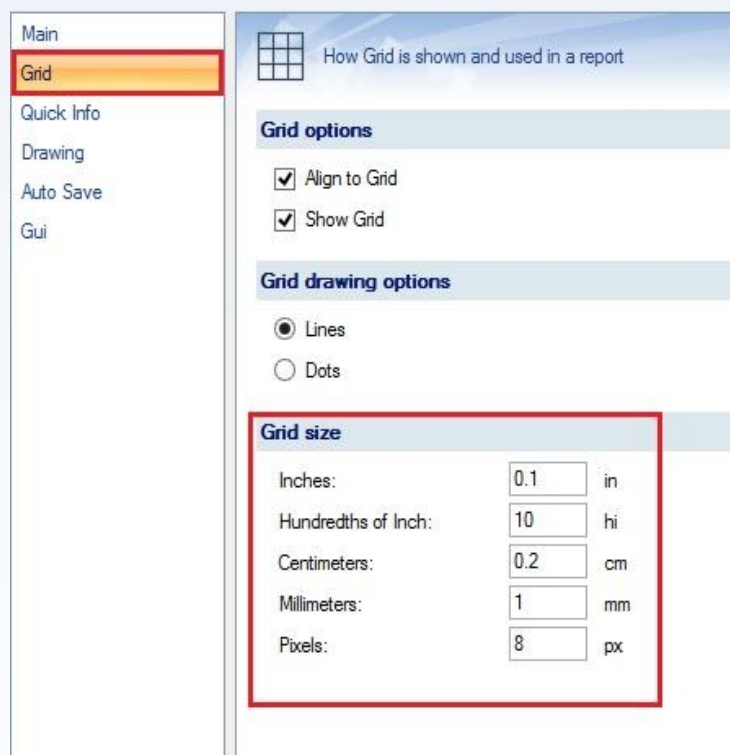 Main
Grid
Quick Info
Drawing
Auto Save
Gui
How Grid is shown and used in a report
Grid options
Align to Grid
Show Grid
Grid drawing options
Lines
Dots
Grid size
Inches: 0.1 in
Hundredths of Inch: 10 hi
Centimeters: 0.2 cm
Millimeters: 1 mm
Pixels: 8 px